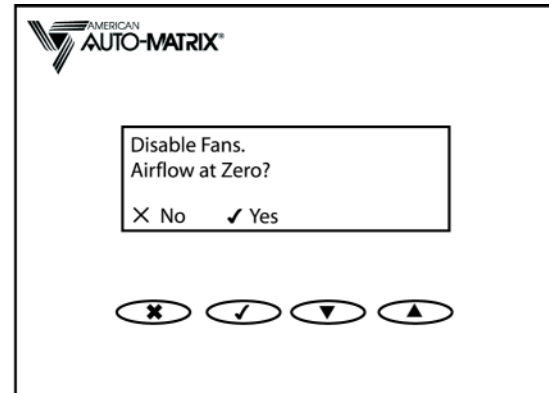 AMERICAN
AUTO-MATRIX®
Disable Fans.
Airflow at Zero?
✕ No ✓ Yes